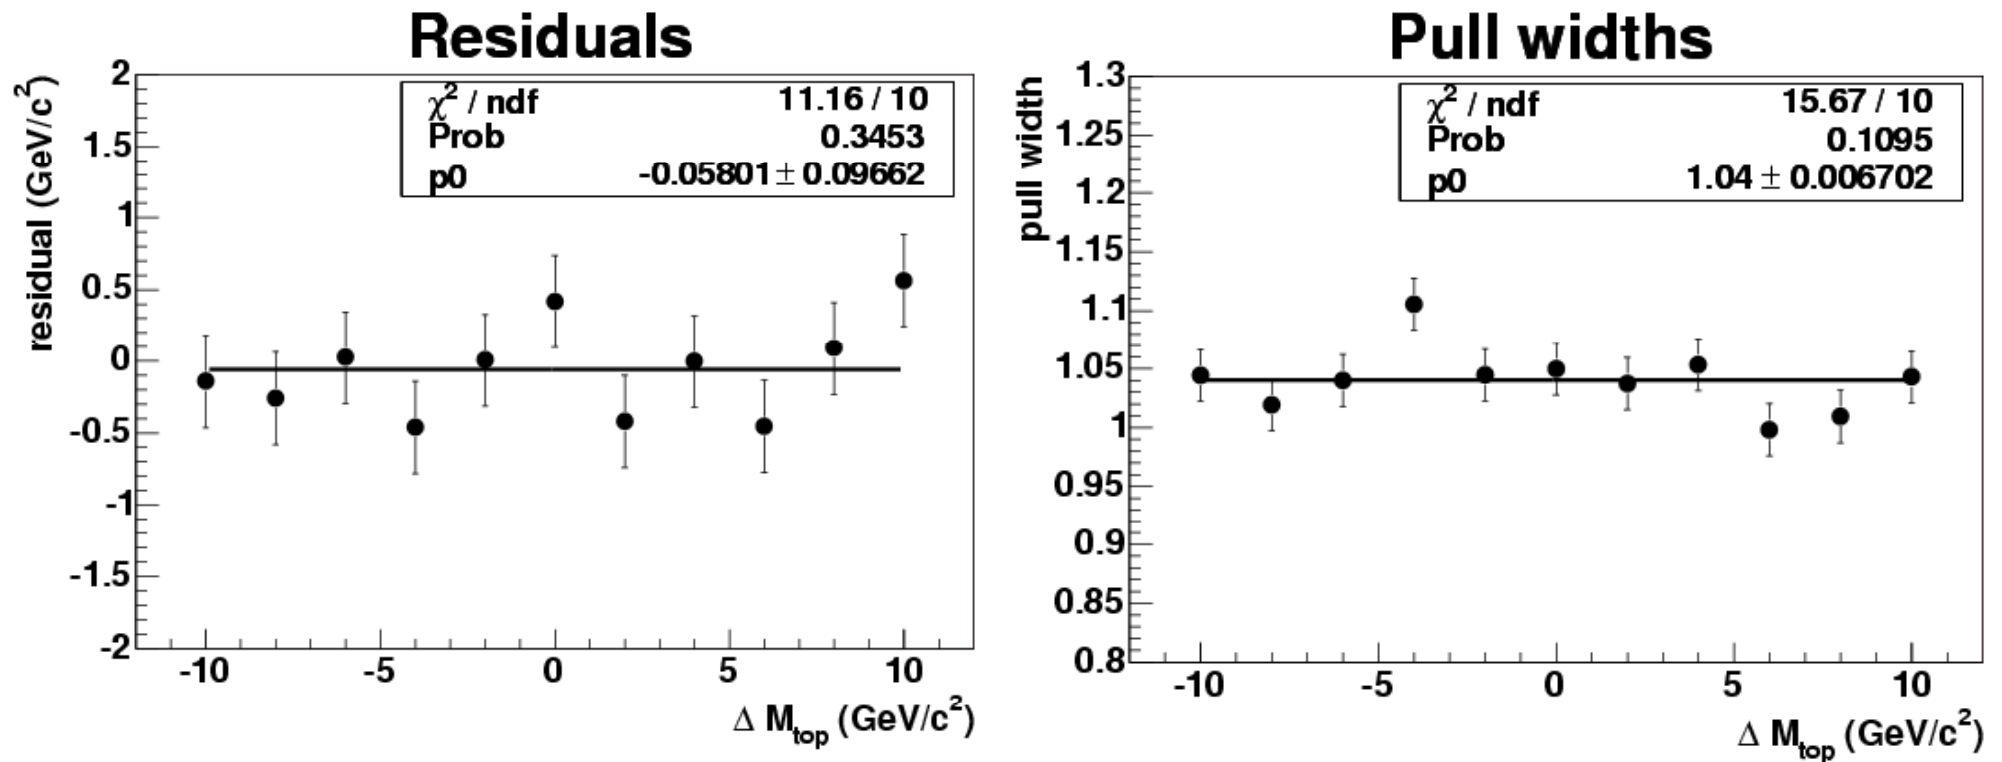 Residuals
residual (GeV/c²)
2
1.5
1
0.5
0
-0.5
-1
-1.5
-2
χ² / ndf 11.16 / 10
Prob 0.3453
p0 -0.05801 ± 0.09662
-10 -5 0 5 10
Δ M_top (GeV/c²)
Pull widths
pull width
1.3
1.25
1.2
1.15
1.1
1.05
1
0.95
0.9
0.85
0.8
χ² / ndf 15.67 / 10
Prob 0.1095
p0 1.04 ± 0.006702
-10 -5 0 5 10
Δ M_top (GeV/c²)